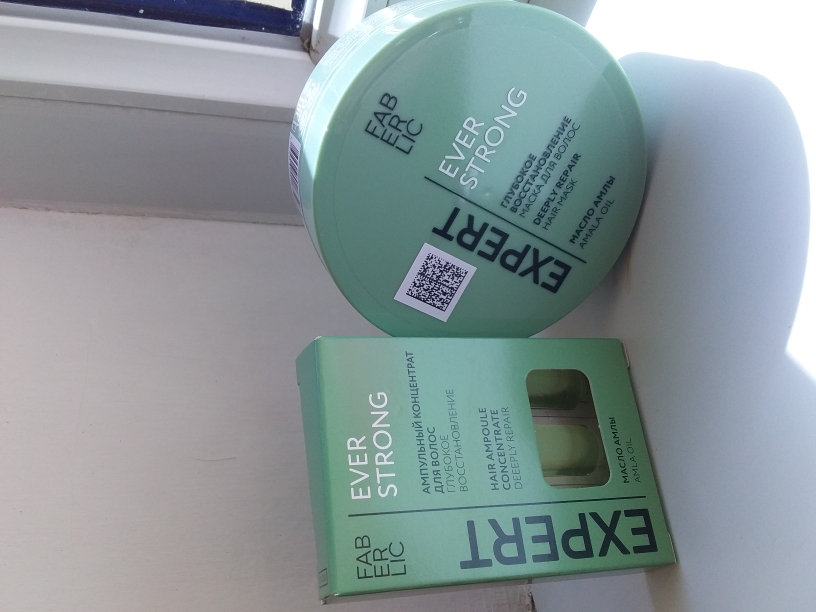 FAB
ER
LIC
EVER
STRONG
EXPERT
ГЛУБОКОЕ
ВОССТАНОВЛЕНИЕ
МАСКА ДЛЯ ВОЛОС
DEEPLY REPAIR
HAIR MASK
МАСЛО АМЛЫ
AMALA OIL
FAB
ER
LIC
EVER
STRONG
EXPERT
АМПУЛЬНЫЙ КОНЦЕНТРАТ
ДЛЯ ВОЛОС
ГЛУБОКОЕ
ВОССТАНОВЛЕНИЕ
HAIR AMPOULE
CONCENTRATE
DEEEPLY REPAIR
МАСЛО АМЛЫ
AMLA OIL